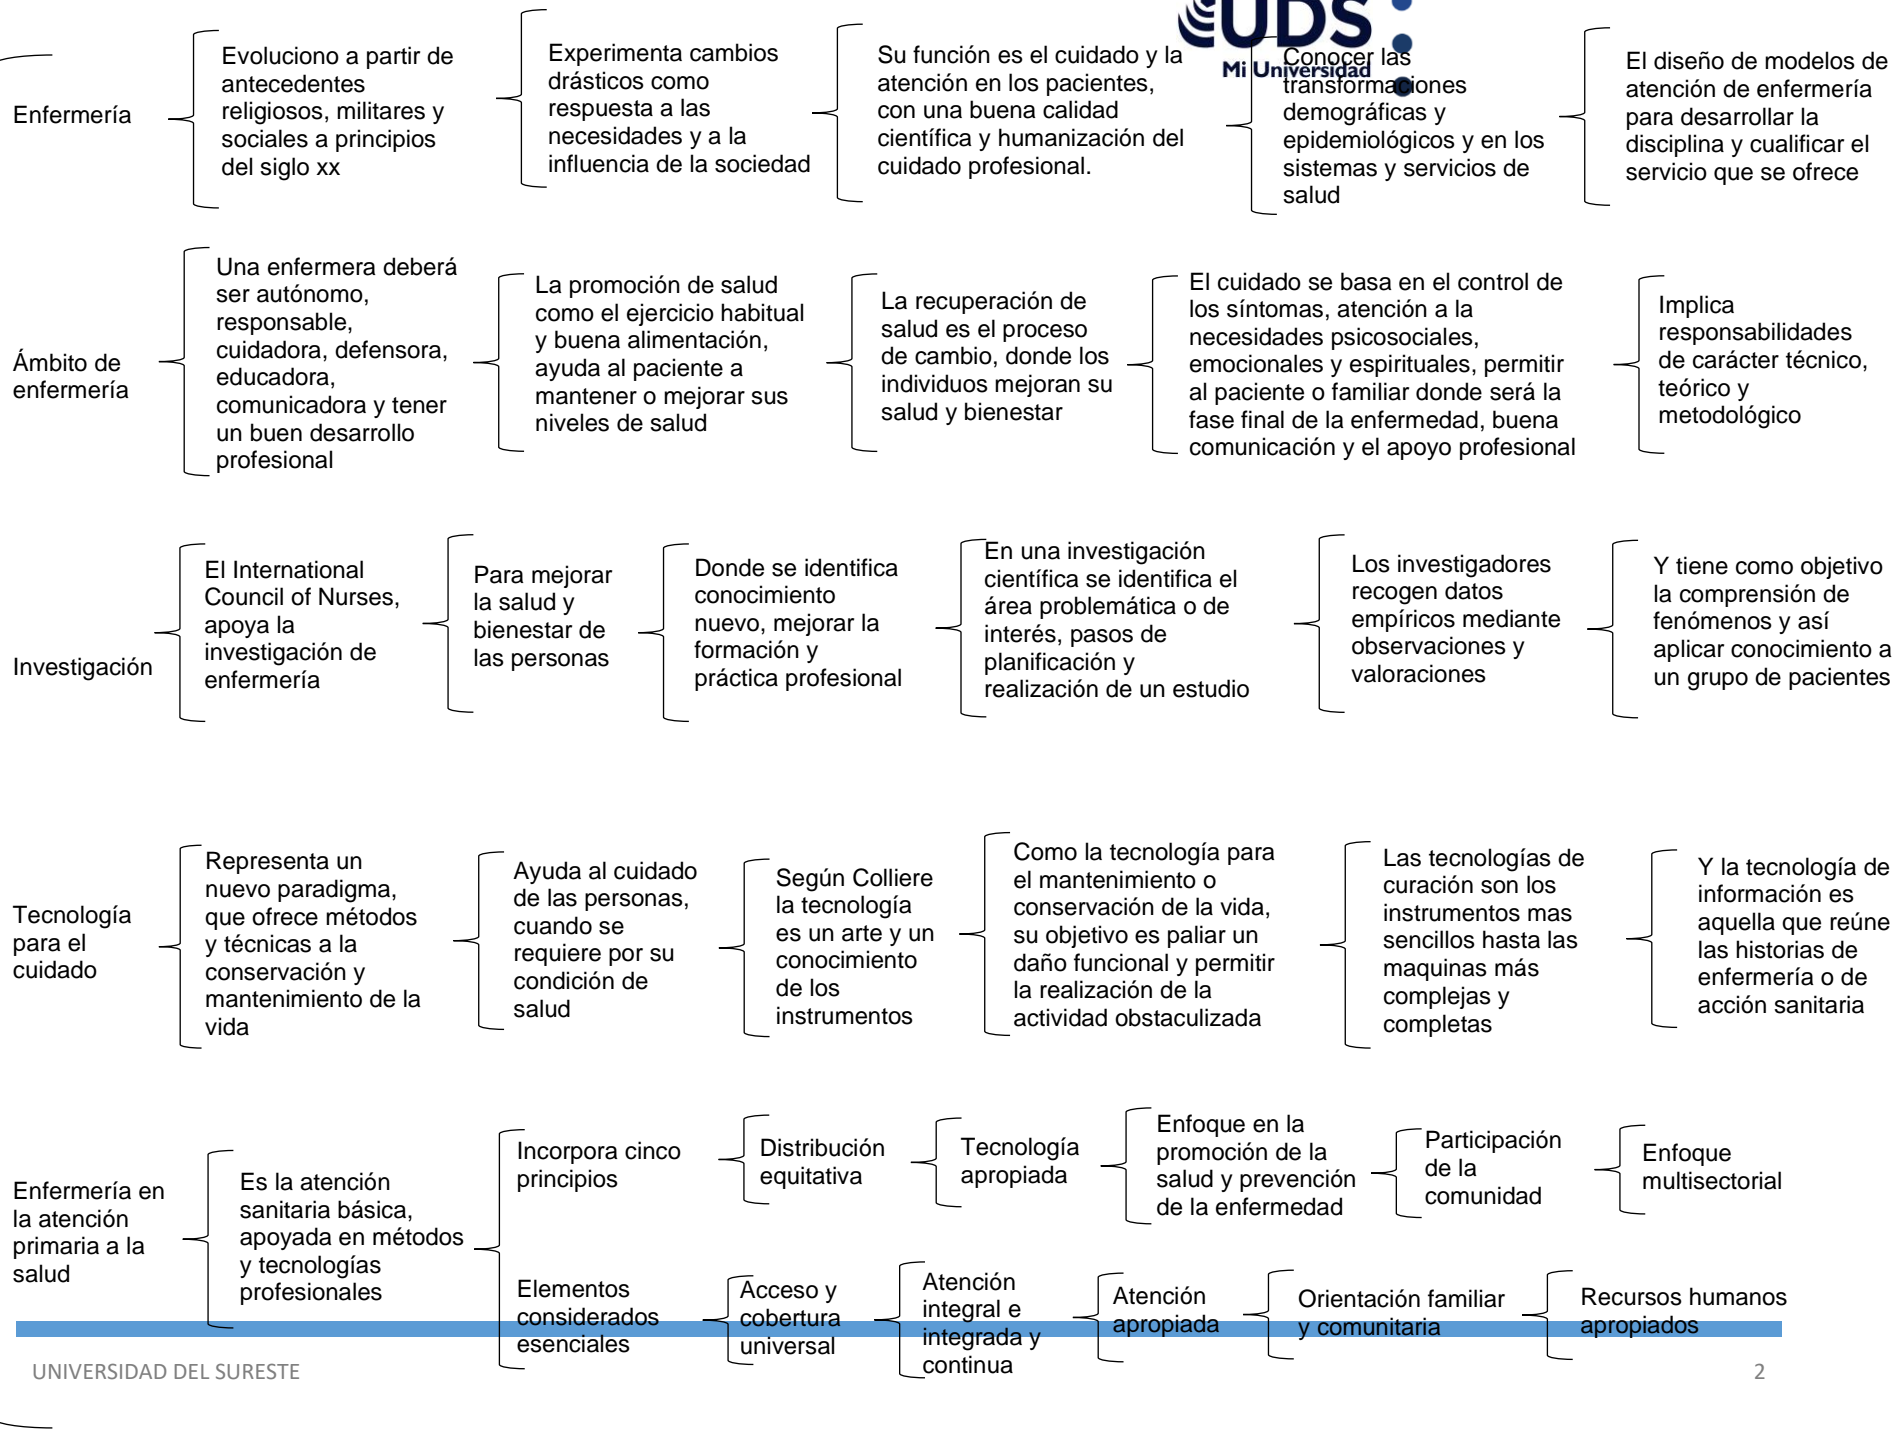 UDS
Mi Universidad
Enfermería
Evoluciono a partir de
antecedentes
religiosos, militares y
sociales a principios
del siglo xx
Experimenta cambios
drásticos como
respuesta a las
necesidades y a la
influencia de la sociedad
Su función es el cuidado y la
atención en los pacientes,
con una buena calidad
científica y humanización del
cuidado profesional.
Conocer las
transformaciones
demográficas y
epidemiológicos y en los
sistemas y servicios de
salud
El diseño de modelos de
atención de enfermería
para desarrollar la
disciplina y cualificar el
servicio que se ofrece
Ámbito de
enfermería
Una enfermera deberá
ser autónomo,
responsable,
cuidadora, defensora,
educadora,
comunicadora y tener
un buen desarrollo
profesional
La promoción de salud
como el ejercicio habitual
y buena alimentación,
ayuda al paciente a
mantener o mejorar sus
niveles de salud
La recuperación de
salud es el proceso
de cambio, donde los
individuos mejoran su
salud y bienestar
El cuidado se basa en el control de
los síntomas, atención a la
necesidades psicosociales,
emocionales y espirituales, permitir
al paciente o familiar donde será la
fase final de la enfermedad, buena
comunicación y el apoyo profesional
Implica
responsabilidades
de carácter técnico,
teórico y
metodológico
Investigación
El International
Council of Nurses,
apoya la
investigación de
enfermería
Para mejorar
la salud y
bienestar de
las personas
Donde se identifica
conocimiento
nuevo, mejorar la
formación y
práctica profesional
En una investigación
científica se identifica el
área problemática o de
interés, pasos de
planificación y
realización de un estudio
Los investigadores
recogen datos
empíricos mediante
observaciones y
valoraciones
Y tiene como objetivo
la comprensión de
fenómenos y así
aplicar conocimiento a
un grupo de pacientes
Tecnología
para el
cuidado
Representa un
nuevo paradigma,
que ofrece métodos
y técnicas a la
conservación y
mantenimiento de la
vida
Ayuda al cuidado
de las personas,
cuando se
requiere por su
condición de
salud
Según Colliere
la tecnología
es un arte y un
conocimiento
de los
instrumentos
Como la tecnología para
el mantenimiento o
conservación de la vida,
su objetivo es paliar un
daño funcional y permitir
la realización de la
actividad obstaculizada
Las tecnologías de
curación son los
instrumentos mas
sencillos hasta las
maquinas más
complejas y
completas
Y la tecnología de
información es
aquella que reúne
las historias de
enfermería o de
acción sanitaria
Enfermería en
la atención
primaria a la
salud
Es la atención
sanitaria básica,
apoyada en métodos
y tecnologías
profesionales
Incorpora cinco
principios
Distribución
equitativa
Tecnología
apropiada
Enfoque en la
promoción de la
salud y prevención
de la enfermedad
Participación
de la
comunidad
Enfoque
multisectorial
Elementos
considerados
esenciales
Acceso y
cobertura
universal
Atención
integral e
integrada y
continua
Atención
apropiada
Orientación familiar
y comunitaria
Recursos humanos
apropiados
UNIVERSIDAD DEL SURESTE
2